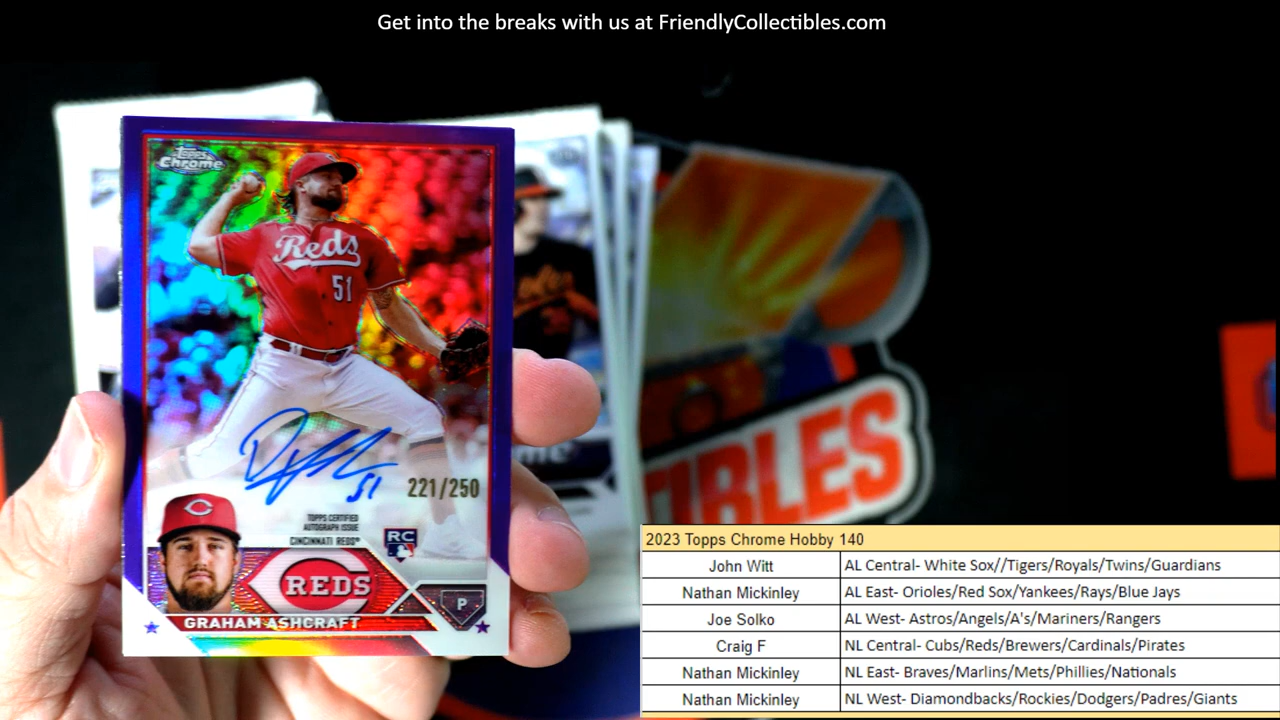 Get into the breaks with us at FriendlyCollectibles.com
Topps
Chrome
Reds
51
51
221/250
TOPPS CERTIFIED
AUTOGRAPH ISSUE
CINCINNATI REDS®
RC
REDS
P
GRAHAM ASHCRAFT
TIBLES
2023 Topps Chrome Hobby 140
John Witt AL Central- White Sox//Tigers/Royals/Twins/Guardians
Nathan Mickinley AL East- Orioles/Red Sox/Yankees/Rays/Blue Jays
Joe Solko AL West- Astros/Angels/A's/Mariners/Rangers
Craig F NL Central- Cubs/Reds/Brewers/Cardinals/Pirates
Nathan Mickinley NL East- Braves/Marlins/Mets/Phillies/Nationals
Nathan Mickinley NL West- Diamondbacks/Rockies/Dodgers/Padres/Giants